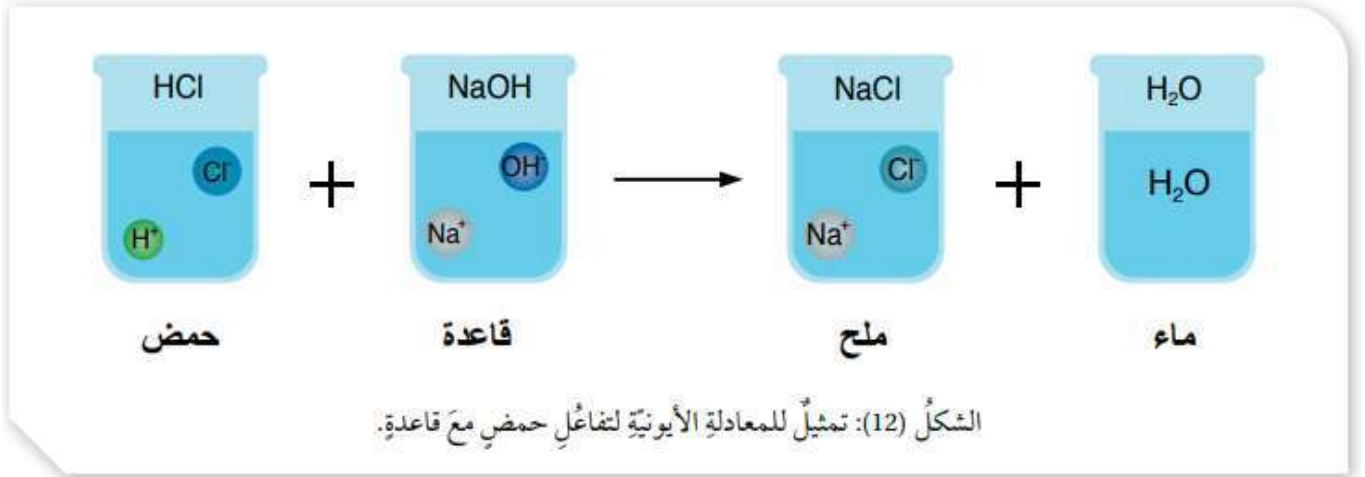 HCl NaOH NaCl H₂O
Cl⁻ OH⁻ Cl⁻ H₂O
+ → +
H⁺ Na⁺ Na⁺
حمض قاعدة ملح ماء
الشكلُ (12): تمثيلٌ للمعادلةِ الأيونيّةِ لتفاعُلِ حمضٍ معَ قاعدةٍ.